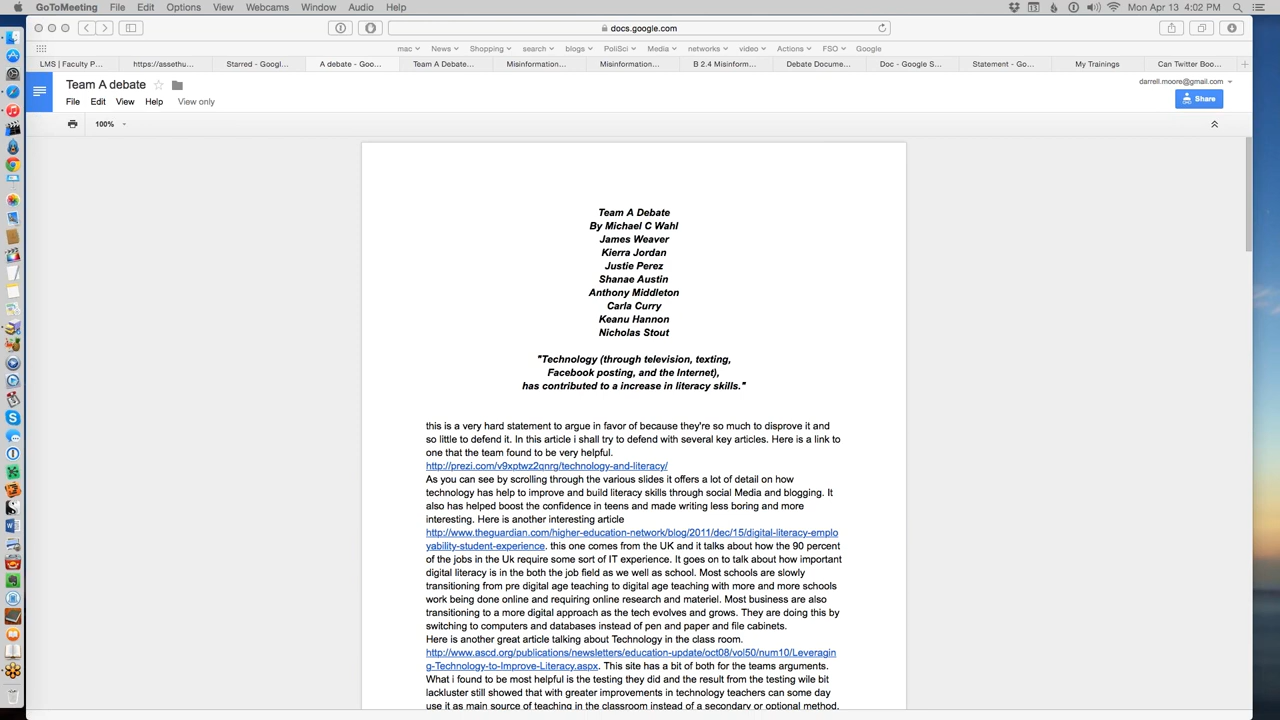 GoToMeeting File Edit Options View Webcams Window Audio Help Mon Apr 13 4:02 PM
docs.google.com
mac News Shopping search blogs PoliSci Media networks video Actions FSO Google
LMS | Faculty P... https://assethu... Starred - Googl... A debate - Goo... Team A Debate... Misinformation... Misinformation... B 2.4 Misinform... Debate Docume... Doc - Google S... Statement - Go... My Trainings Can Twitter Boo...
Team A debate
darrell.moore@gmail.com
File Edit View Help View only
Share
100%
Team A Debate
By Michael C Wahl
James Weaver
Kierra Jordan
Justie Perez
Shanae Austin
Anthony Middleton
Carla Curry
Keanu Hannon
Nicholas Stout
"Technology (through television, texting,
Facebook posting, and the Internet),
has contributed to a increase in literacy skills."
this is a very hard statement to argue in favor of because they're so much to disprove it and
so little to defend it. In this article i shall try to defend with several key articles. Here is a link to
one that the team found to be very helpful.
http://prezi.com/v9xptwz2qnrg/technology-and-literacy/
As you can see by scrolling through the various slides it offers a lot of detail on how
technology has help to improve and build literacy skills through social Media and blogging. It
also has helped boost the confidence in teens and made writing less boring and more
interesting. Here is another interesting article
http://www.theguardian.com/higher-education-network/blog/2011/dec/15/digital-literacy-emplo
yability-student-experience. this one comes from the UK and it talks about how the 90 percent
of the jobs in the Uk require some sort of IT experience. It goes on to talk about how important
digital literacy is in the both the job field as we well as school. Most schools are slowly
transitioning from pre digital age teaching to digital age teaching with more and more schools
work being done online and requiring online research and materiel. Most business are also
transitioning to a more digital approach as the tech evolves and grows. They are doing this by
switching to computers and databases instead of pen and paper and file cabinets.
Here is another great article talking about Technology in the class room.
http://www.ascd.org/publications/newsletters/education-update/oct08/vol50/num10/Leveragin
g-Technology-to-Improve-Literacy.aspx. This site has a bit of both for the teams arguments.
What i found to be most helpful is the testing they did and the result from the testing wile bit
lackluster still showed that with greater improvements in technology teachers can some day
use it as main source of teaching in the classroom instead of a secondary or optional method.